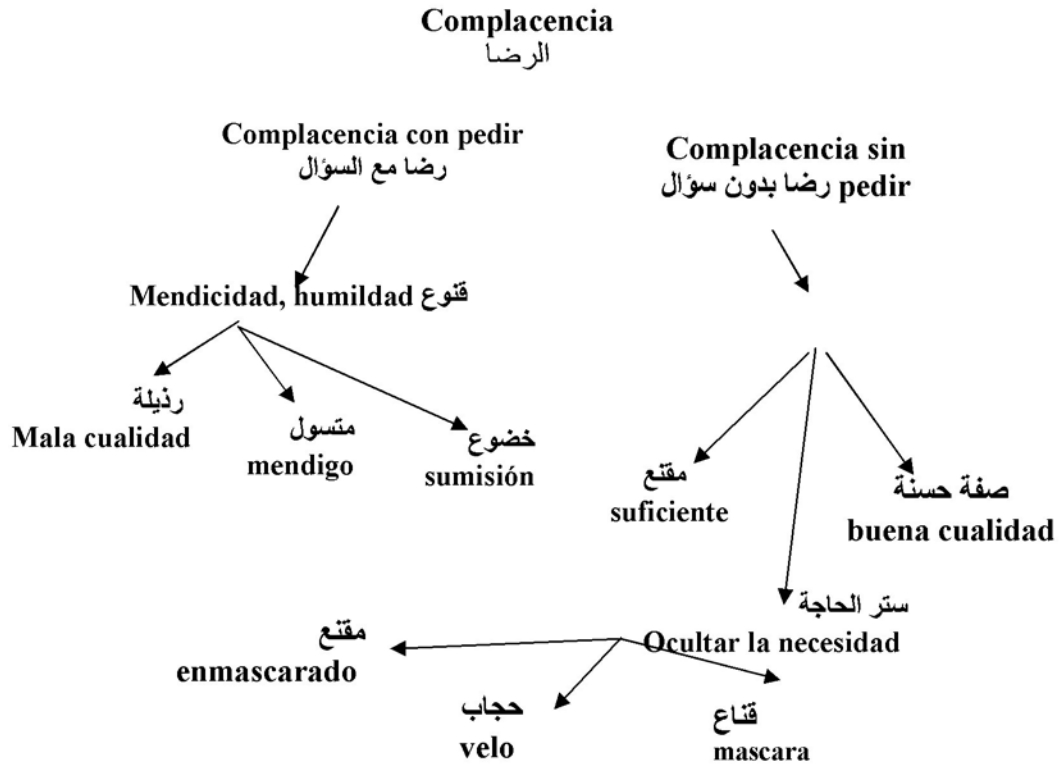 Complacencia
الرضا
Complacencia con pedir
رضا مع السؤال
Complacencia sin
رضا بدون سؤال pedir
Mendicidad, humildad قنوع
رذيلة
Mala cualidad
متسول
mendigo
خضوع
sumisión
مقنع
suficiente
صفة حسنة
buena cualidad
ستر الحاجة
Ocultar la necesidad
مقنع
enmascarado
حجاب
velo
قناع
mascara